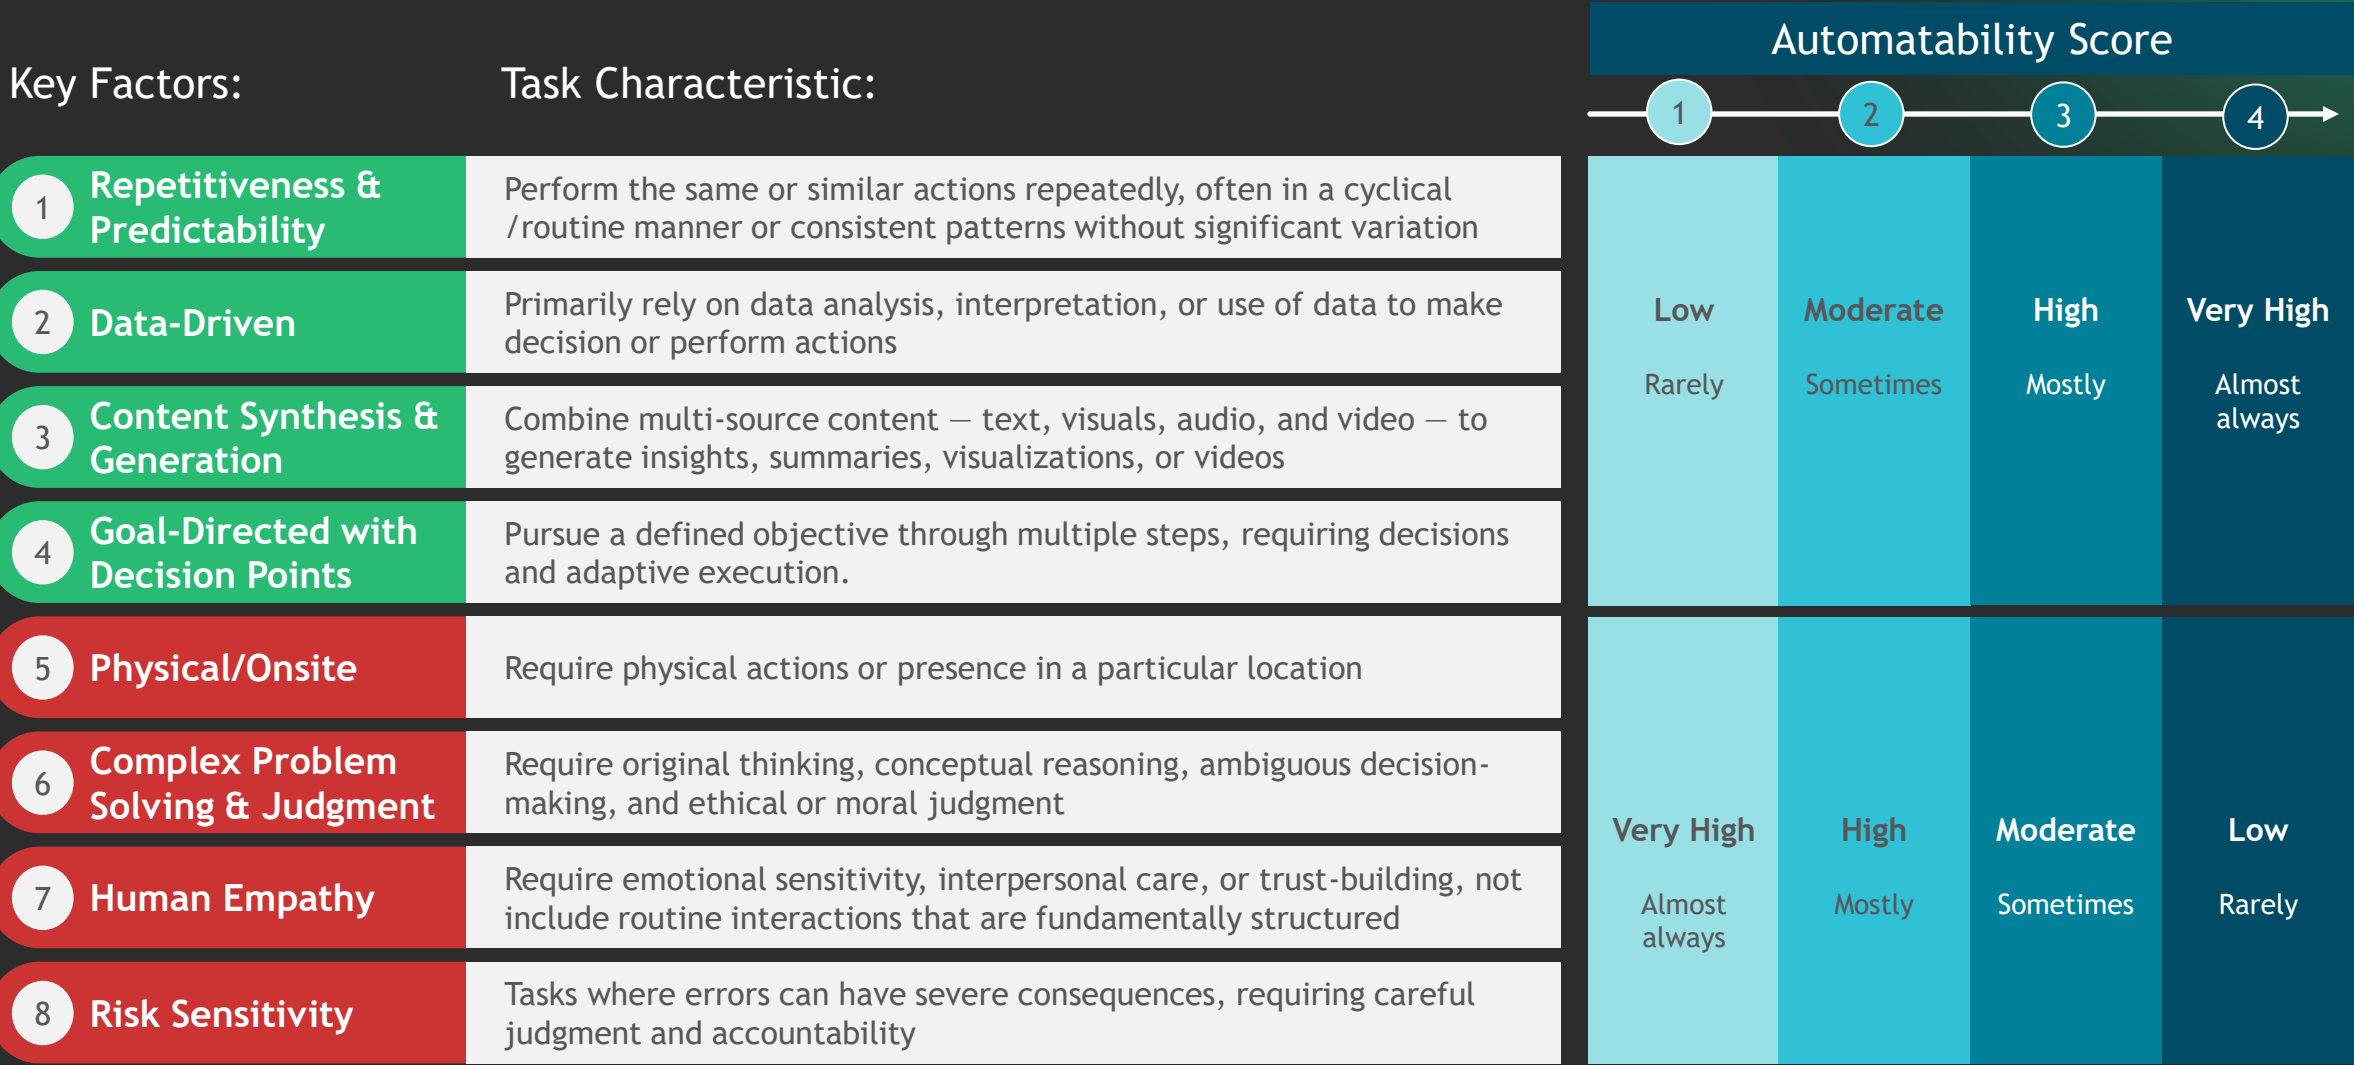 Automatability Score
Key Factors:
Task Characteristic:
1
2
3
4
1
Repetitiveness &
Predictability
Perform the same or similar actions repeatedly, often in a cyclical
/routine manner or consistent patterns without significant variation
2
Data-Driven
Primarily rely on data analysis, interpretation, or use of data to make
decision or perform actions
3
Content Synthesis &
Generation
Combine multi-source content — text, visuals, audio, and video — to
generate insights, summaries, visualizations, or videos
4
Goal-Directed with
Decision Points
Pursue a defined objective through multiple steps, requiring decisions
and adaptive execution.
Low
Rarely
Moderate
Sometimes
High
Mostly
Very High
Almost
always
5
Physical/Onsite
Require physical actions or presence in a particular location
6
Complex Problem
Solving & Judgment
Require original thinking, conceptual reasoning, ambiguous decision-
making, and ethical or moral judgment
7
Human Empathy
Require emotional sensitivity, interpersonal care, or trust-building, not
include routine interactions that are fundamentally structured
8
Risk Sensitivity
Tasks where errors can have severe consequences, requiring careful
judgment and accountability
Very High
Almost
always
High
Mostly
Moderate
Sometimes
Low
Rarely